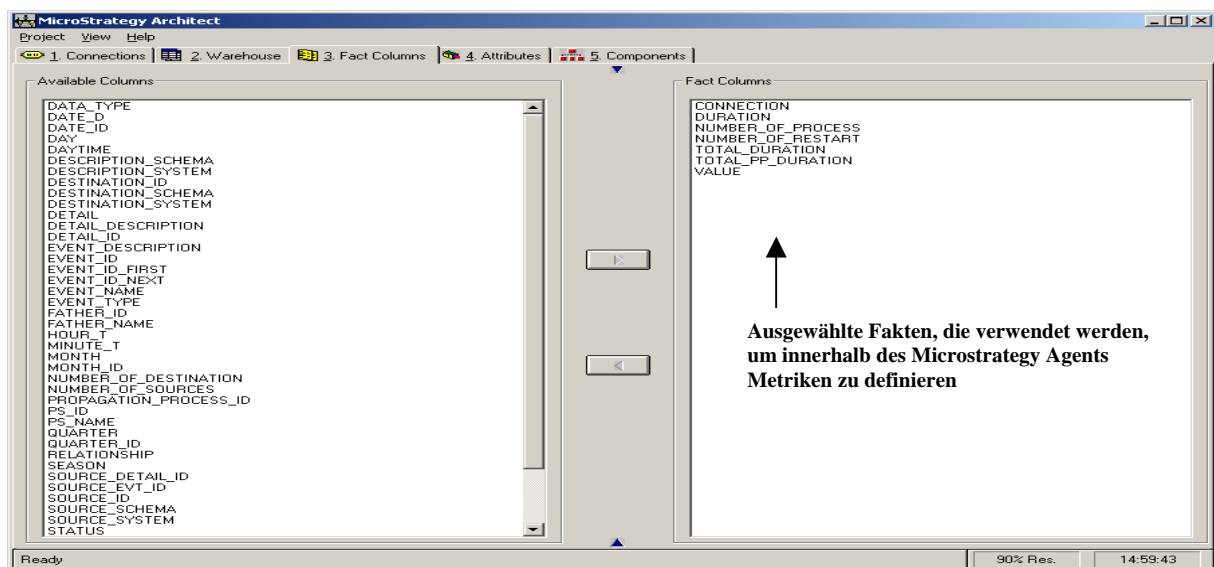 MicroStrategy Architect
Project View Help
1. Connections 2. Warehouse 3. Fact Columns 4. Attributes 5. Components
Available Columns
DATA_TYPE
DATE_D
DATE_ID
DAY
DAYTIME
DESCRIPTION_SCHEMA
DESCRIPTION_SYSTEM
DESTINATION_ID
DESTINATION_SCHEMA
DESTINATION_SYSTEM
DETAIL
DETAIL_DESCRIPTION
DETAIL_ID
EVENT_DESCRIPTION
EVENT_ID
EVENT_ID_FIRST
EVENT_ID_NEXT
EVENT_NAME
EVENT_TYPE
FATHER_ID
FATHER_NAME
HOUR_T
MINUTE_T
MONTH
MONTH_ID
NUMBER_OF_DESTINATION
NUMBER_OF_SOURCES
PROPAGATION_PROCESS_ID
PS_ID
PS_NAME
QUARTER
QUARTER_ID
RELATIONSHIP
SEASON
SOURCE_DETAIL_ID
SOURCE_EVT_ID
SOURCE_ID
SOURCE_SCHEMA
SOURCE_SYSTEM
STATUS
Fact Columns
CONNECTION
DURATION
NUMBER_OF_PROCESS
NUMBER_OF_RESTART
TOTAL_DURATION
TOTAL_PP_DURATION
VALUE
Ausgewählte Fakten, die verwendet werden,
um innerhalb des Microstrategy Agents
Metriken zu definieren
Ready
90% Res.
14:59:43